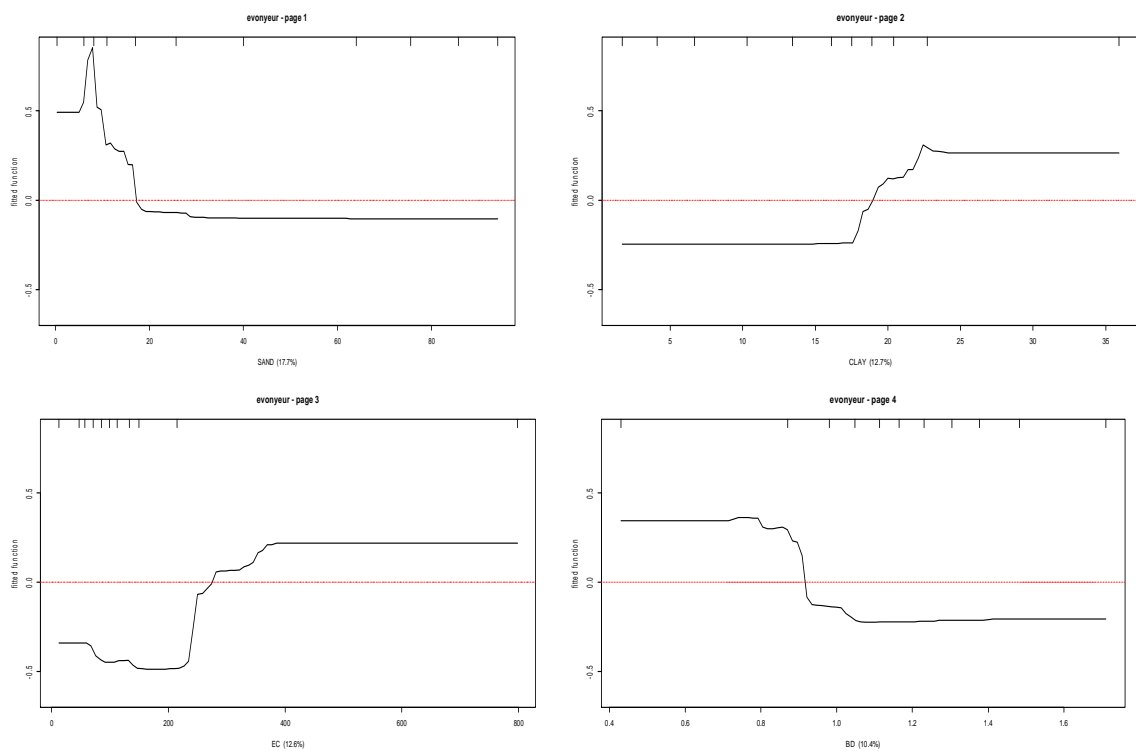 evonyeur - page 1
fitted function
0.5
0.0
-0.5
0 20 40 60 80
SAND (17.7%)
evonyeur - page 2
fitted function
0.5
0.0
-0.5
5 10 15 20 25 30 35
CLAY (12.7%)
evonyeur - page 3
fitted function
0.5
0.0
-0.5
0 200 400 600 800
EC (12.6%)
evonyeur - page 4
fitted function
0.5
0.0
-0.5
0.4 0.6 0.8 1.0 1.2 1.4 1.6
BD (10.4%)